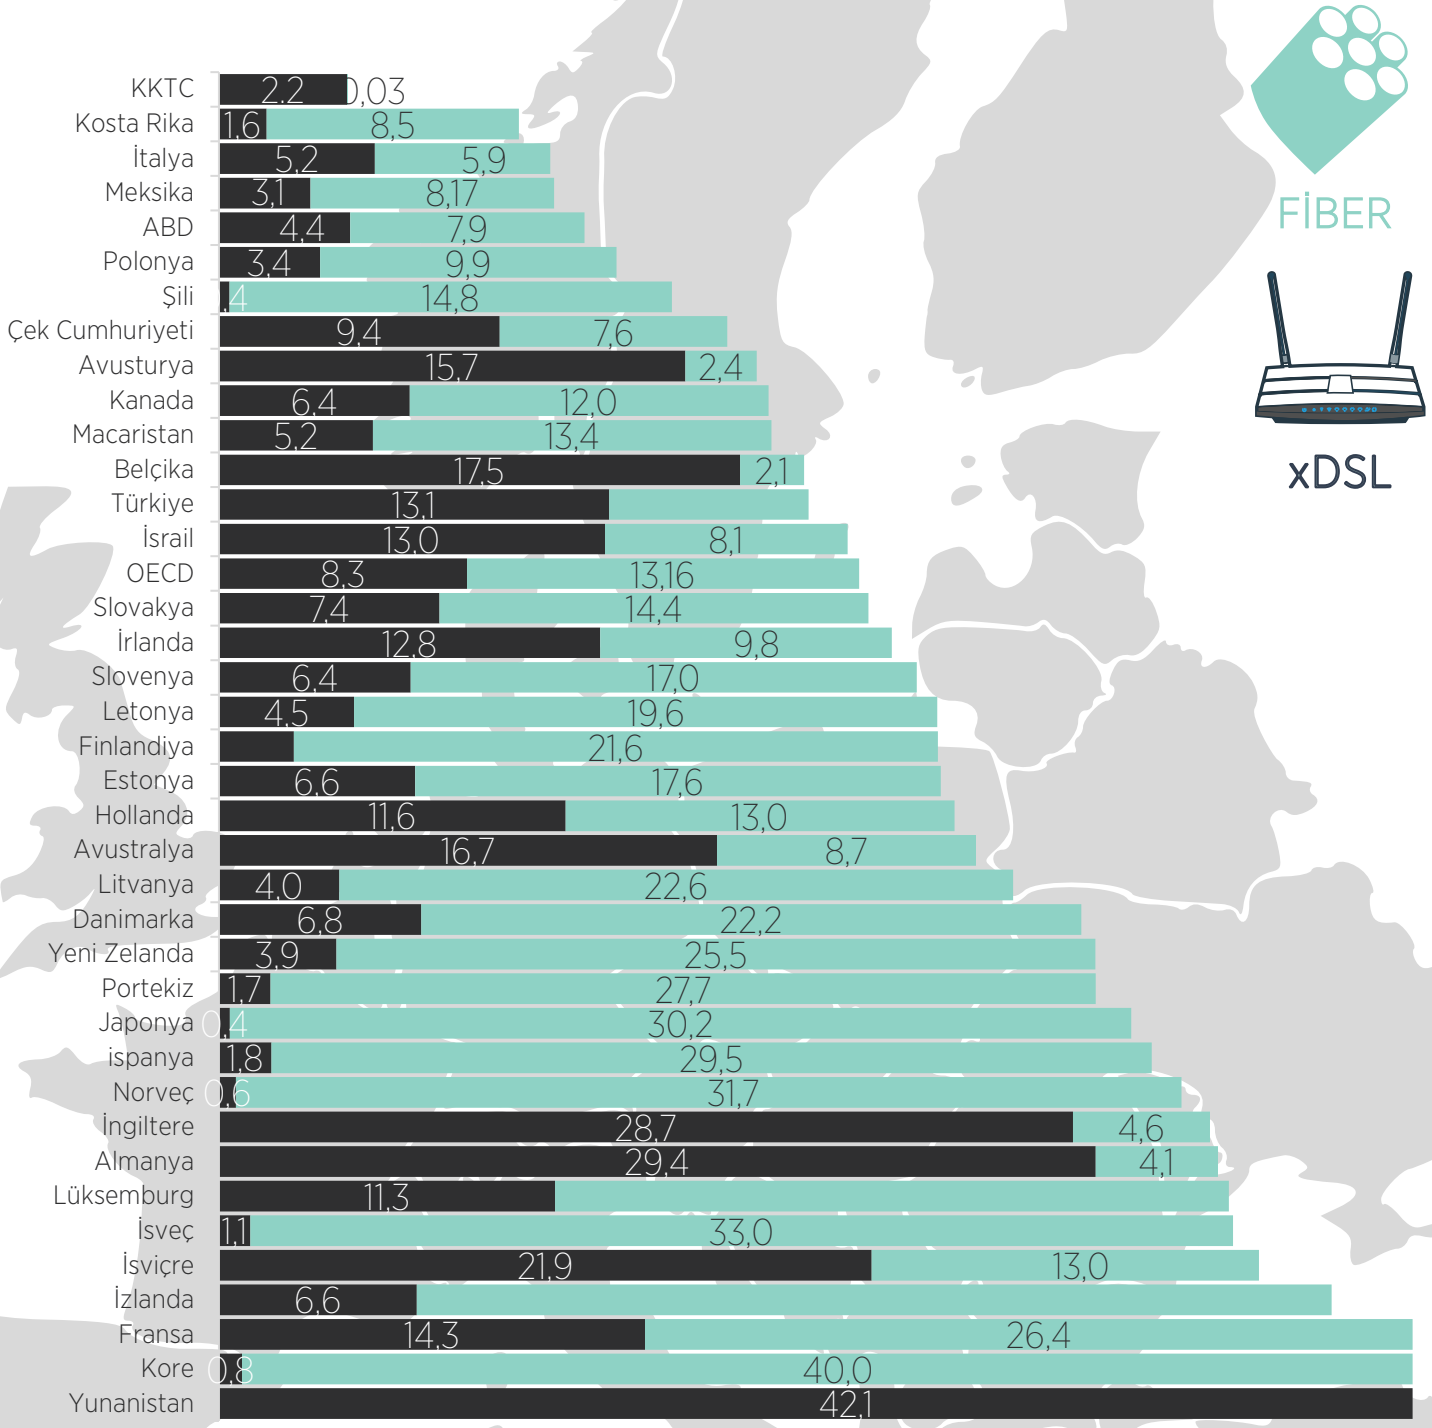 KKTC 2.2 0,03
Kosta Rika 1,6 8,5
İtalya 5,2 5,9
Meksika 3,1 8,17
ABD 4,4 7,9
Polonya 3,4 9,9
Şili ,4 14,8
Çek Cumhuriyeti 9,4 7,6
Avusturya 15,7 2,4
Kanada 6,4 12,0
Macaristan 5,2 13,4
Belçika 17,5 2,1
Türkiye 13,1
İsrail 13,0 8,1
OECD 8,3 13,16
Slovakya 7,4 14,4
İrlanda 12,8 9,8
Slovenya 6,4 17,0
Letonya 4,5 19,6
Finlandiya 21,6
Estonya 6,6 17,6
Hollanda 11,6 13,0
Avustralya 16,7 8,7
Litvanya 4,0 22,6
Danimarka 6,8 22,2
Yeni Zelanda 3,9 25,5
Portekiz 1,7 27,7
Japonya 0,4 30,2
ispanya 1,8 29,5
Norveç 0,6 31,7
İngiltere 28,7 4,6
Almanya 29,4 4,1
Lüksemburg 11,3
İsveç 1,1 33,0
İsviçre 21,9 13,0
İzlanda 6,6
Fransa 14,3 26,4
Kore 0,8 40,0
Yunanistan 42,1
FİBER
xDSL